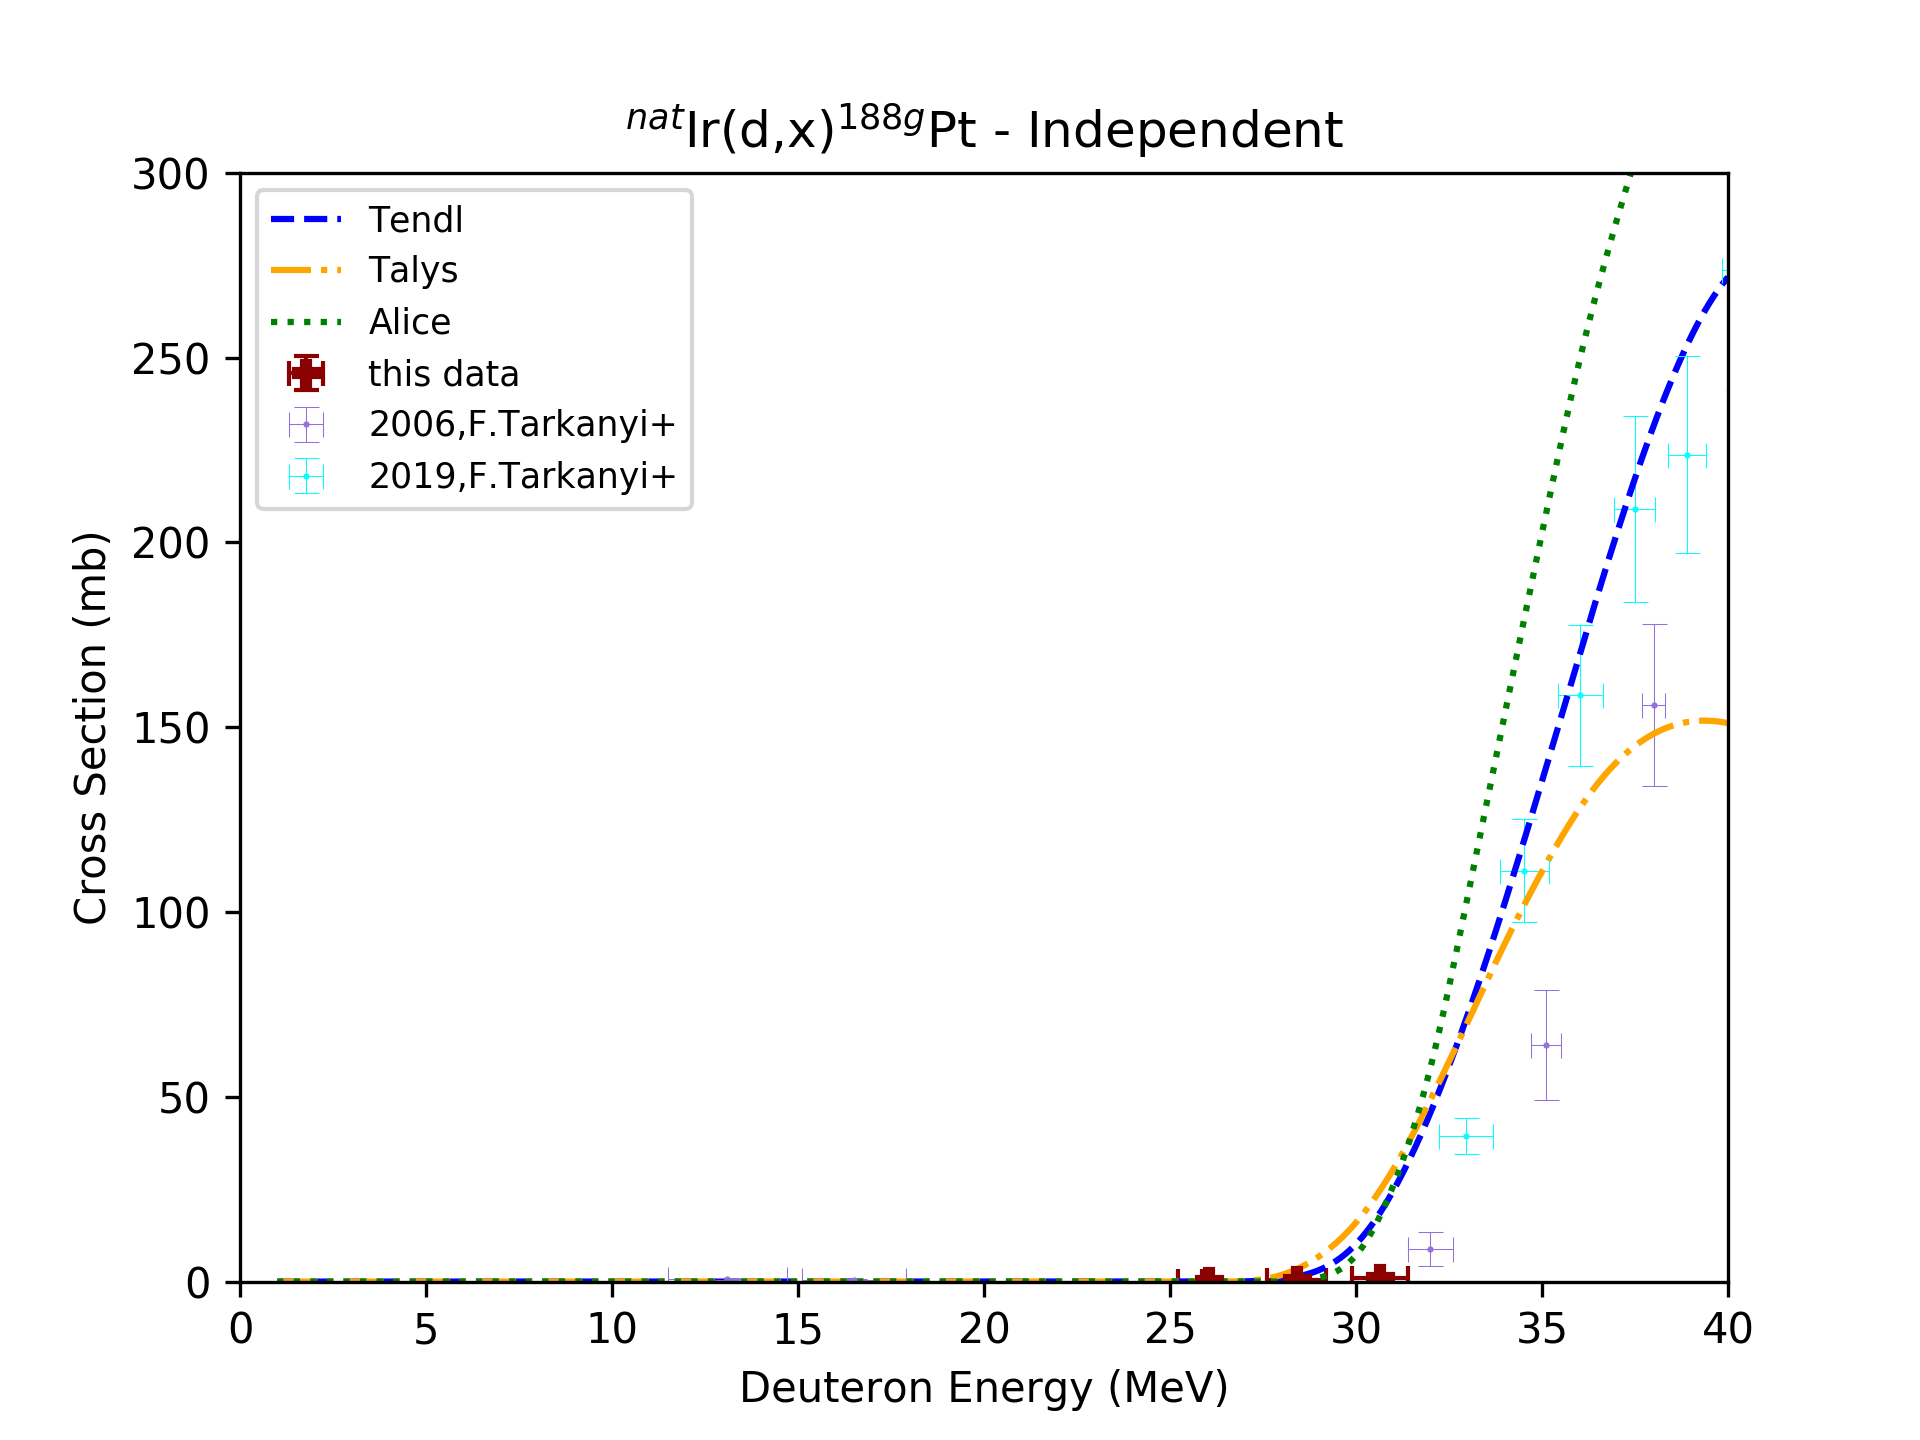 natIr(d,x)188gPt - Independent
300
250
200
150
100
50
0
Cross Section (mb)
Tendl
Talys
Alice
this data
2006,F.Tarkanyi+
2019,F.Tarkanyi+
0 5 10 15 20 25 30 35 40
Deuteron Energy (MeV)